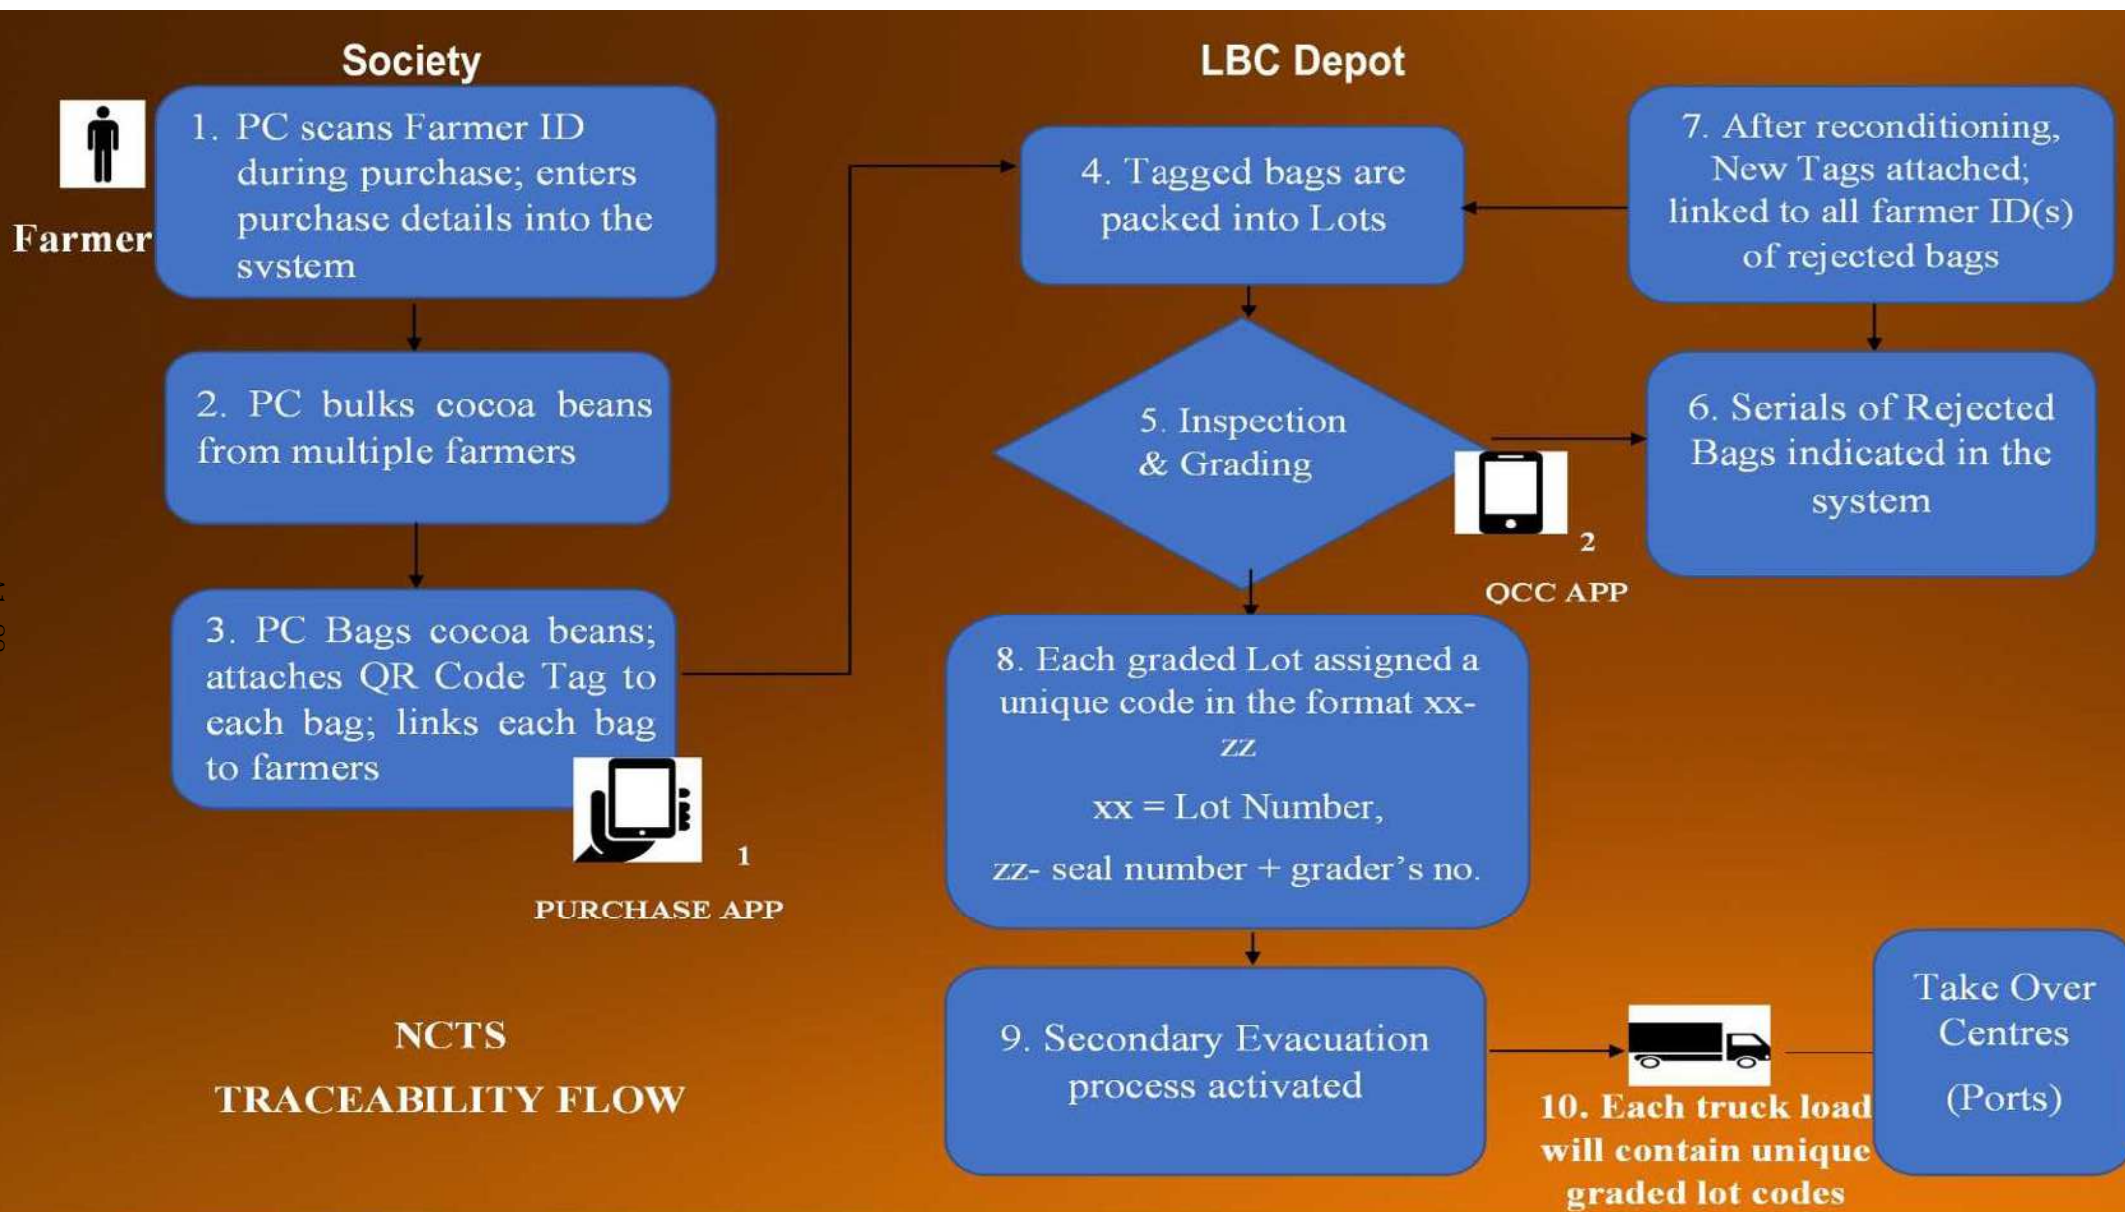 Society
LBC Depot
Farmer
1. PC scans Farmer ID
during purchase; enters
purchase details into the
system
2. PC bulks cocoa beans
from multiple farmers
3. PC Bags cocoa beans;
attaches QR Code Tag to
each bag; links each bag
to farmers
1
PURCHASE APP
NCTS
TRACEABILITY FLOW
4. Tagged bags are
packed into Lots
5. Inspection
& Grading
2
QCC APP
7. After reconditioning,
New Tags attached;
linked to all farmer ID(s)
of rejected bags
6. Serials of Rejected
Bags indicated in the
system
8. Each graded Lot assigned a
unique code in the format xx-
zz
xx = Lot Number,
zz- seal number + grader’s no.
9. Secondary Evacuation
process activated
10. Each truck load
will contain unique
graded lot codes
Take Over
Centres
(Ports)